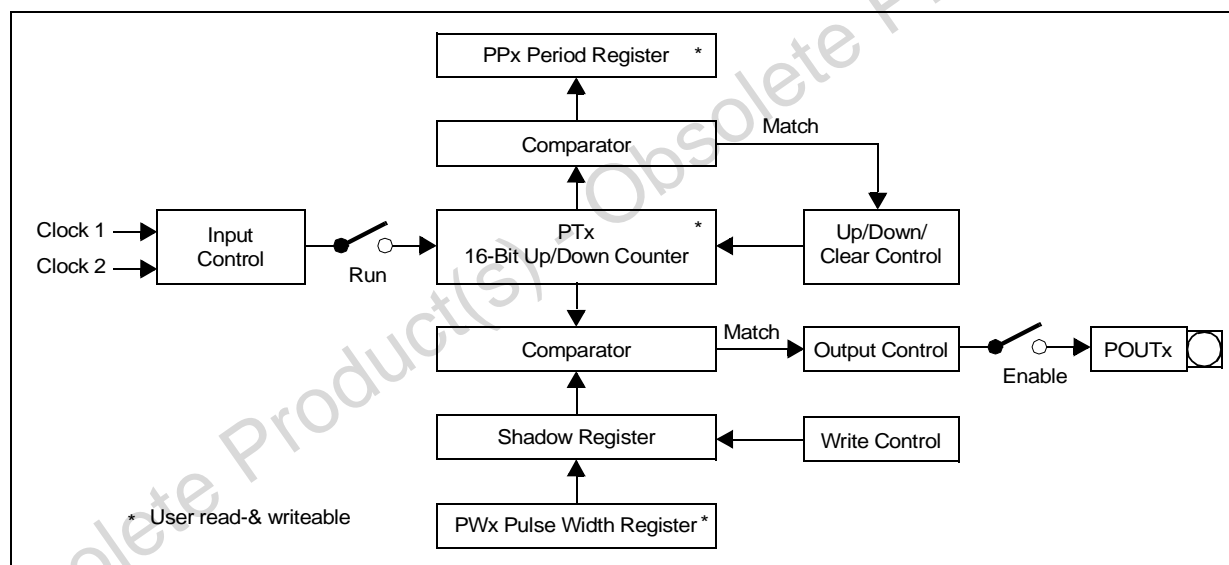 PPx Period Register *
Comparator
Match
Clock 1
Clock 2
Input
Control
Run
PTx *
16-Bit Up/Down Counter
Up/Down/
Clear Control
Comparator
Match
Output Control
Enable
POUTx
Shadow Register
Write Control
* User read-& writeable
PWx Pulse Width Register *
olete Product(s) - Obsolete P